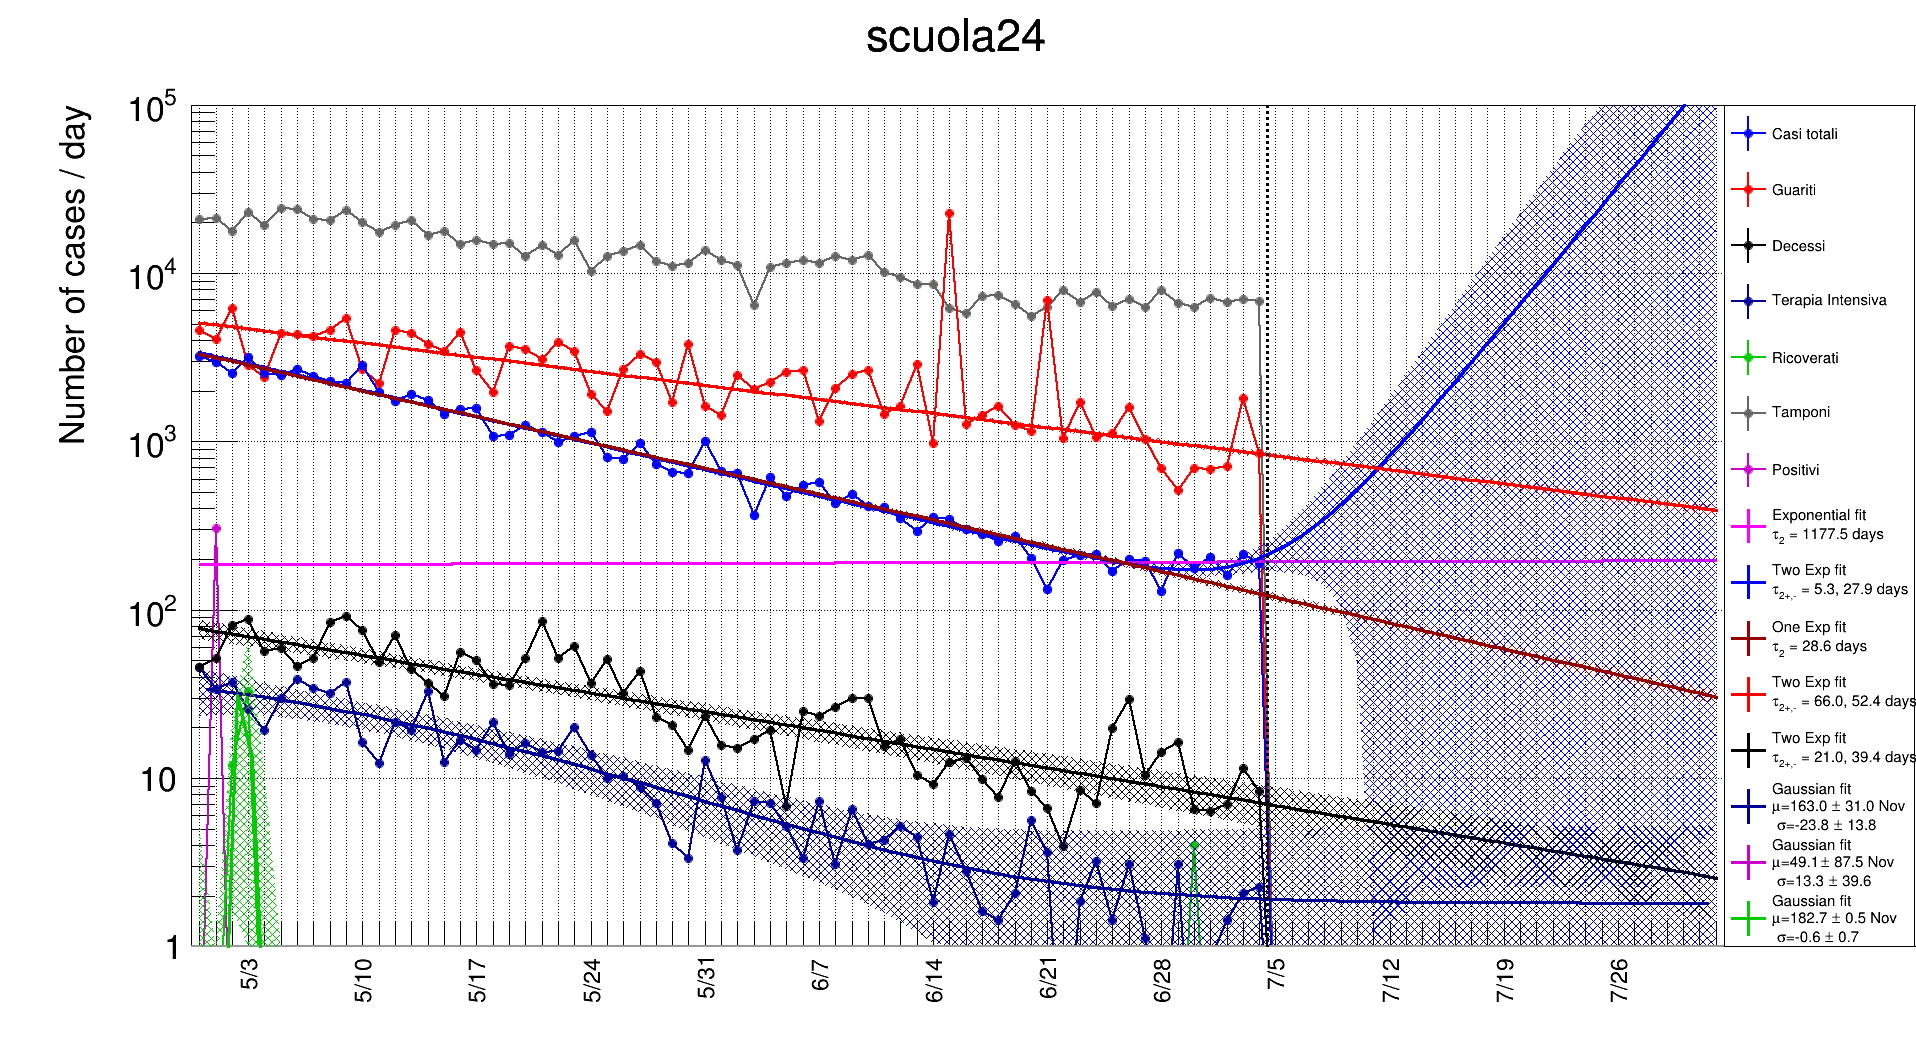 scuola24
Number of cases / day
10^5
10^4
10^3
10^2
10
1
5/3
5/10
5/17
5/24
5/31
6/7
6/14
6/21
6/28
7/5
7/12
7/19
7/26
Casi totali
Guariti
Decessi
Terapia Intensiva
Ricoverati
Tamponi
Positivi
Exponential fit
τ₂ = 1177.5 days
Two Exp fit
τ₂₊,₋ = 5.3, 27.9 days
One Exp fit
τ₂ = 28.6 days
Two Exp fit
τ₂₊,₋ = 66.0, 52.4 days
Two Exp fit
τ₂₊,₋ = 21.0, 39.4 days
Gaussian fit
μ=163.0 ± 31.0 Nov
σ=-23.8 ± 13.8
Gaussian fit
μ=49.1 ± 87.5 Nov
σ=13.3 ± 39.6
Gaussian fit
μ=182.7 ± 0.5 Nov
σ=-0.6 ± 0.7